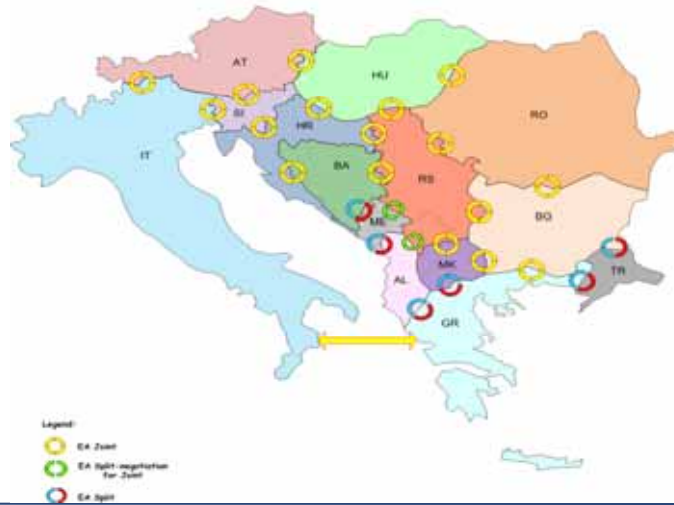 AT
HU
SI
HR
RO
IT
BA
RS
ME
BG
AL
MK
TR
GR
Legend:
EA Joint
EA Split-negotiation
for Joint
EA Split